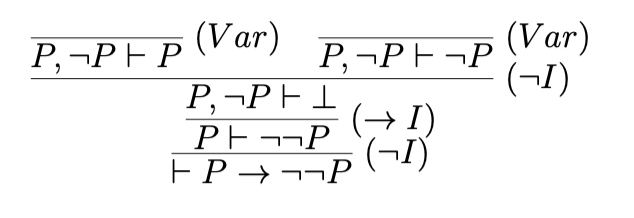 P, ¬P ⊢ P (Var) P, ¬P ⊢ ¬P (Var)
P, ¬P ⊢ ⊥ (¬I)
P ⊢ ¬¬P (→ I)
⊢ P → ¬¬P (¬I)